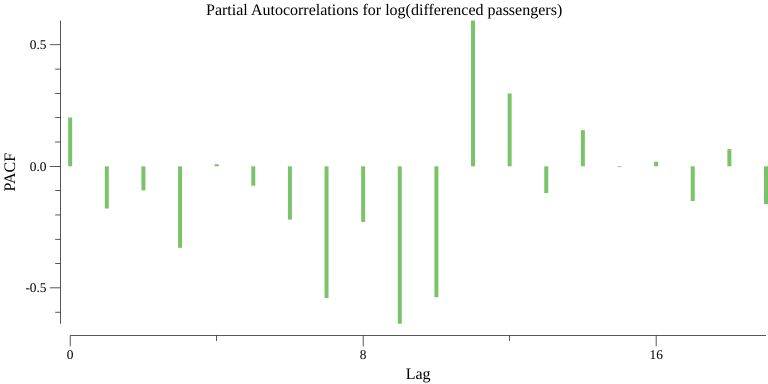 Partial Autocorrelations for log(differenced passengers)
0.5
0.0
-0.5
PACF
0 8 16
Lag